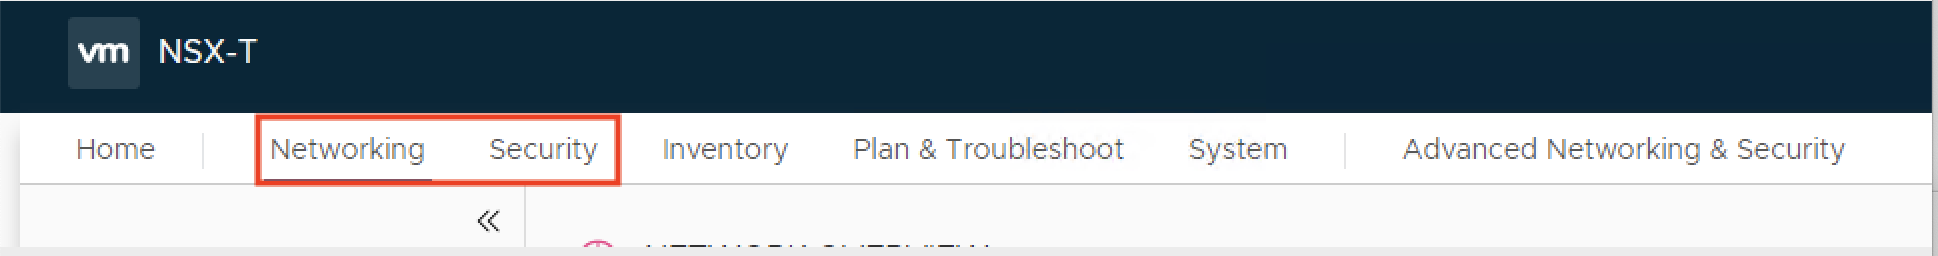 vm NSX-T
Home Networking Security Inventory Plan & Troubleshoot System Advanced Networking & Security